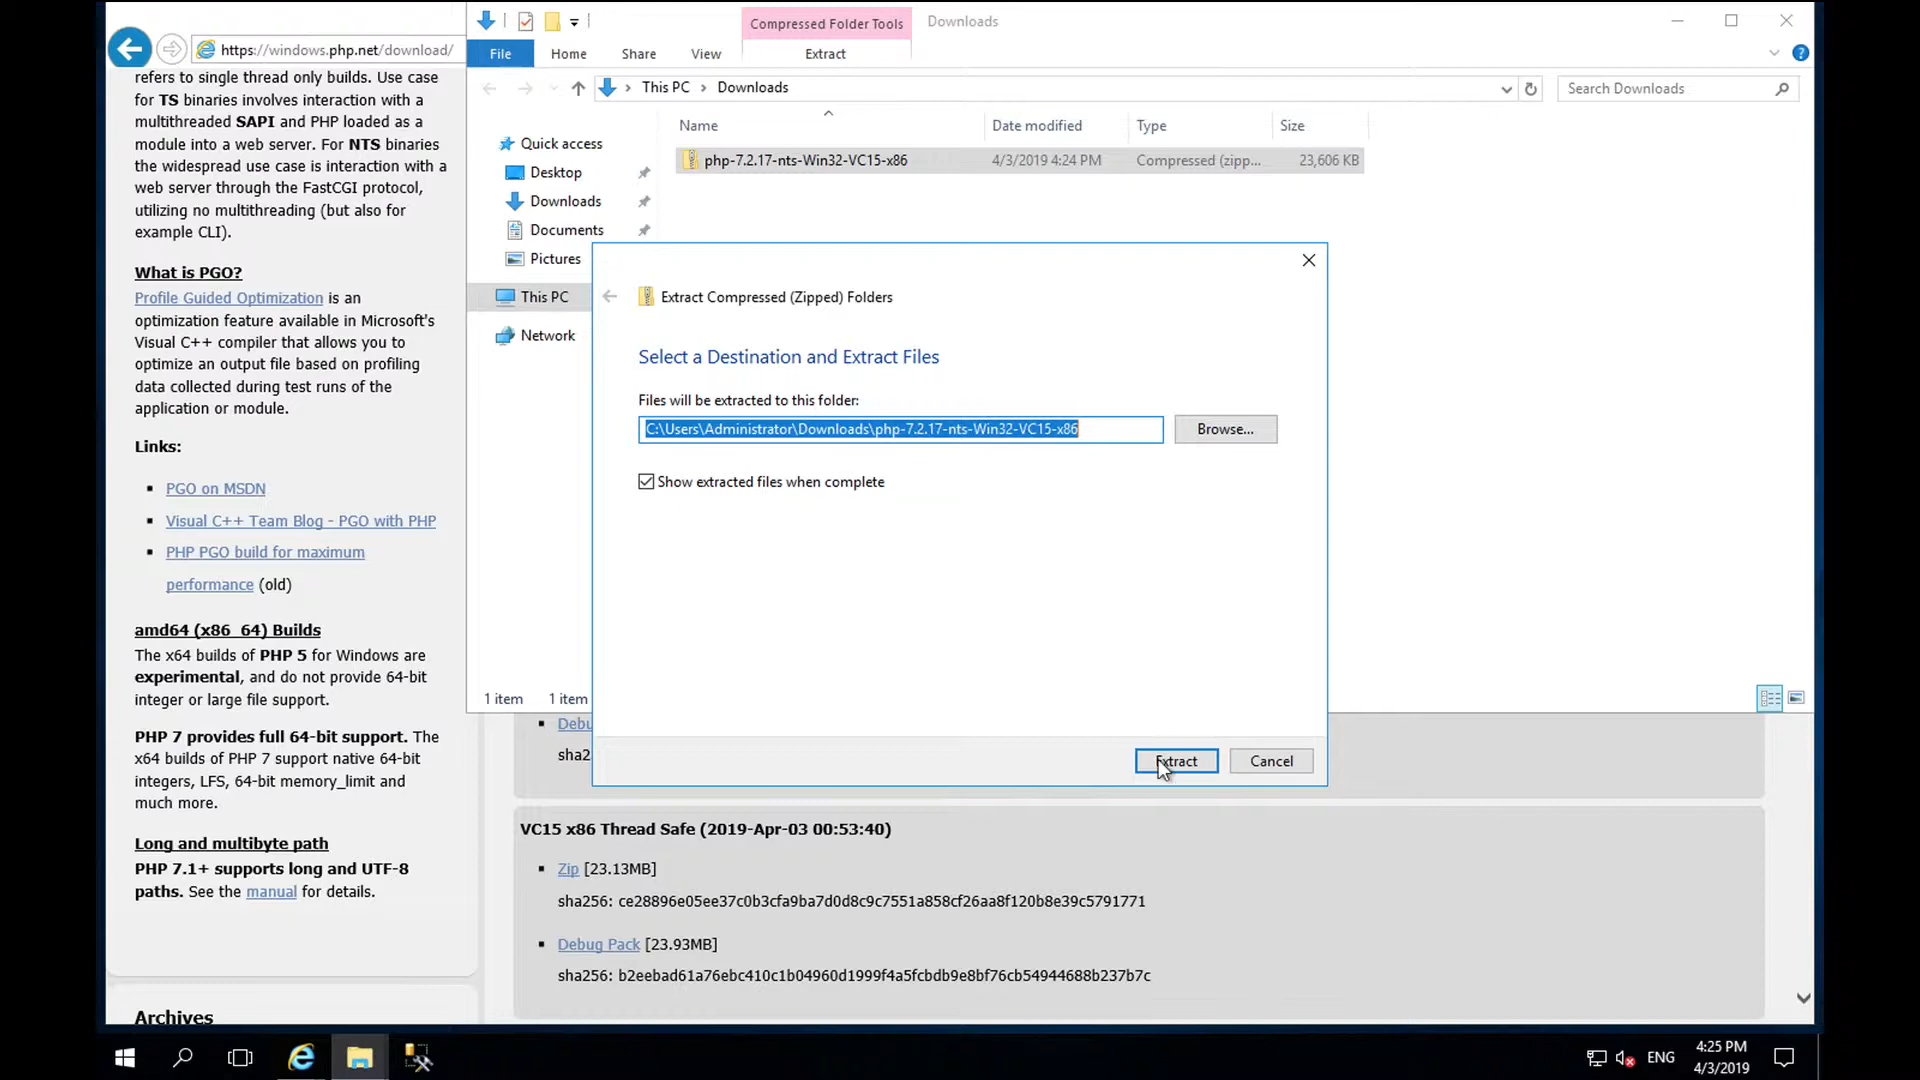 Compressed Folder Tools
Downloads
File
Home
Share
View
Extract
https://windows.php.net/download/
This PC
Downloads
Search Downloads
refers to single thread only builds. Use case
for TS binaries involves interaction with a
multithreaded SAPI and PHP loaded as a
module into a web server. For NTS binaries
the widespread use case is interaction with a
web server through the FastCGI protocol,
utilizing no multithreading (but also for
example CLI).
What is PGO?
Profile Guided Optimization is an
optimization feature available in Microsoft's
Visual C++ compiler that allows you to
optimize an output file based on profiling
data collected during test runs of the
application or module.
Links:
PGO on MSDN
Visual C++ Team Blog - PGO with PHP
PHP PGO build for maximum
performance (old)
amd64 (x86_64) Builds
The x64 builds of PHP 5 for Windows are
experimental, and do not provide 64-bit
integer or large file support.
PHP 7 provides full 64-bit support. The
x64 builds of PHP 7 support native 64-bit
integers, LFS, 64-bit memory_limit and
much more.
Long and multibyte path
PHP 7.1+ supports long and UTF-8
paths. See the manual for details.
Archives
Quick access
Desktop
Downloads
Documents
Pictures
This PC
Network
Name
Date modified
Type
Size
php-7.2.17-nts-Win32-VC15-x86
4/3/2019 4:24 PM
Compressed (zipp...
23,606 KB
Extract Compressed (Zipped) Folders
Select a Destination and Extract Files
Files will be extracted to this folder:
C:\Users\Administrator\Downloads\php-7.2.17-nts-Win32-VC15-x86
Browse...
Show extracted files when complete
Extract
Cancel
1 item
1 item
Debu
sha2
VC15 x86 Thread Safe (2019-Apr-03 00:53:40)
Zip [23.13MB]
sha256: ce28896e05ee37c0b3cfa9ba7d0d8c9c7551a858cf26aa8f120b8e39c5791771
Debug Pack [23.93MB]
sha256: b2eebad61a76ebc410c1b04960d1999f4a5fcbdb9e8bf76cb54944688b237b7c
ENG
4:25 PM
4/3/2019